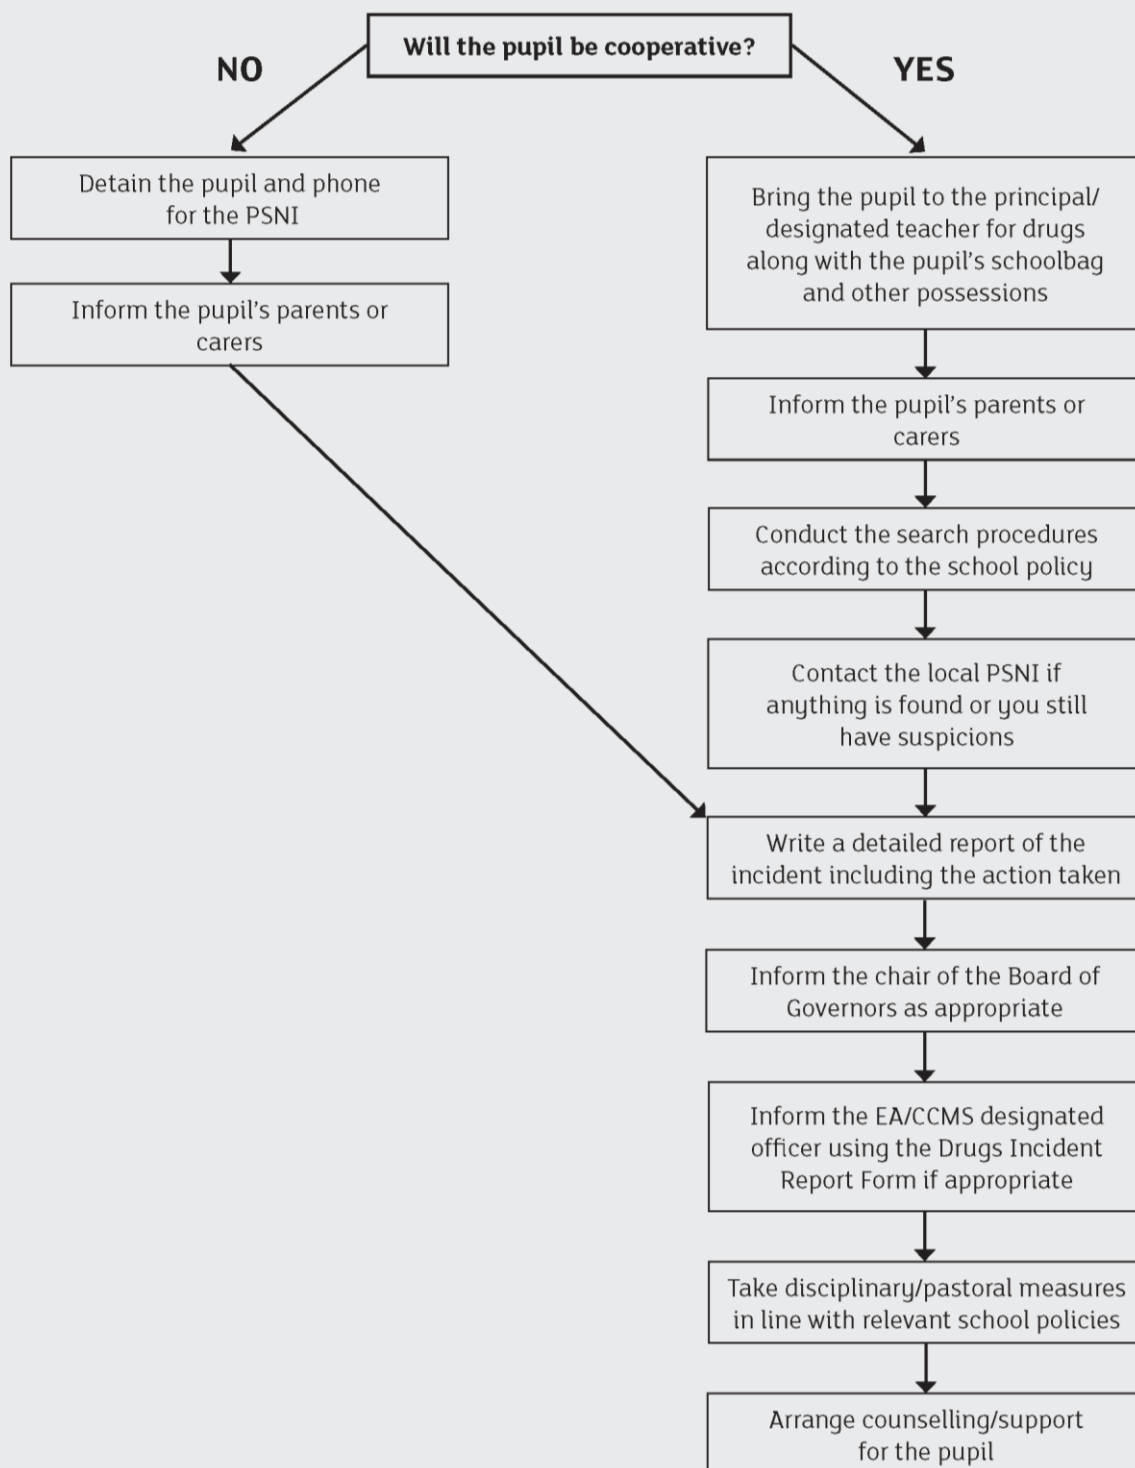 Will the pupil be cooperative?
NO
YES
Detain the pupil and phone
for the PSNI
Inform the pupil's parents or
carers
Bring the pupil to the principal/
designated teacher for drugs
along with the pupil's schoolbag
and other possessions
Inform the pupil's parents or
carers
Conduct the search procedures
according to the school policy
Contact the local PSNI if
anything is found or you still
have suspicions
Write a detailed report of the
incident including the action taken
Inform the chair of the Board of
Governors as appropriate
Inform the EA/CCMS designated
officer using the Drugs Incident
Report Form if appropriate
Take disciplinary/pastoral measures
in line with relevant school policies
Arrange counselling/support
for the pupil